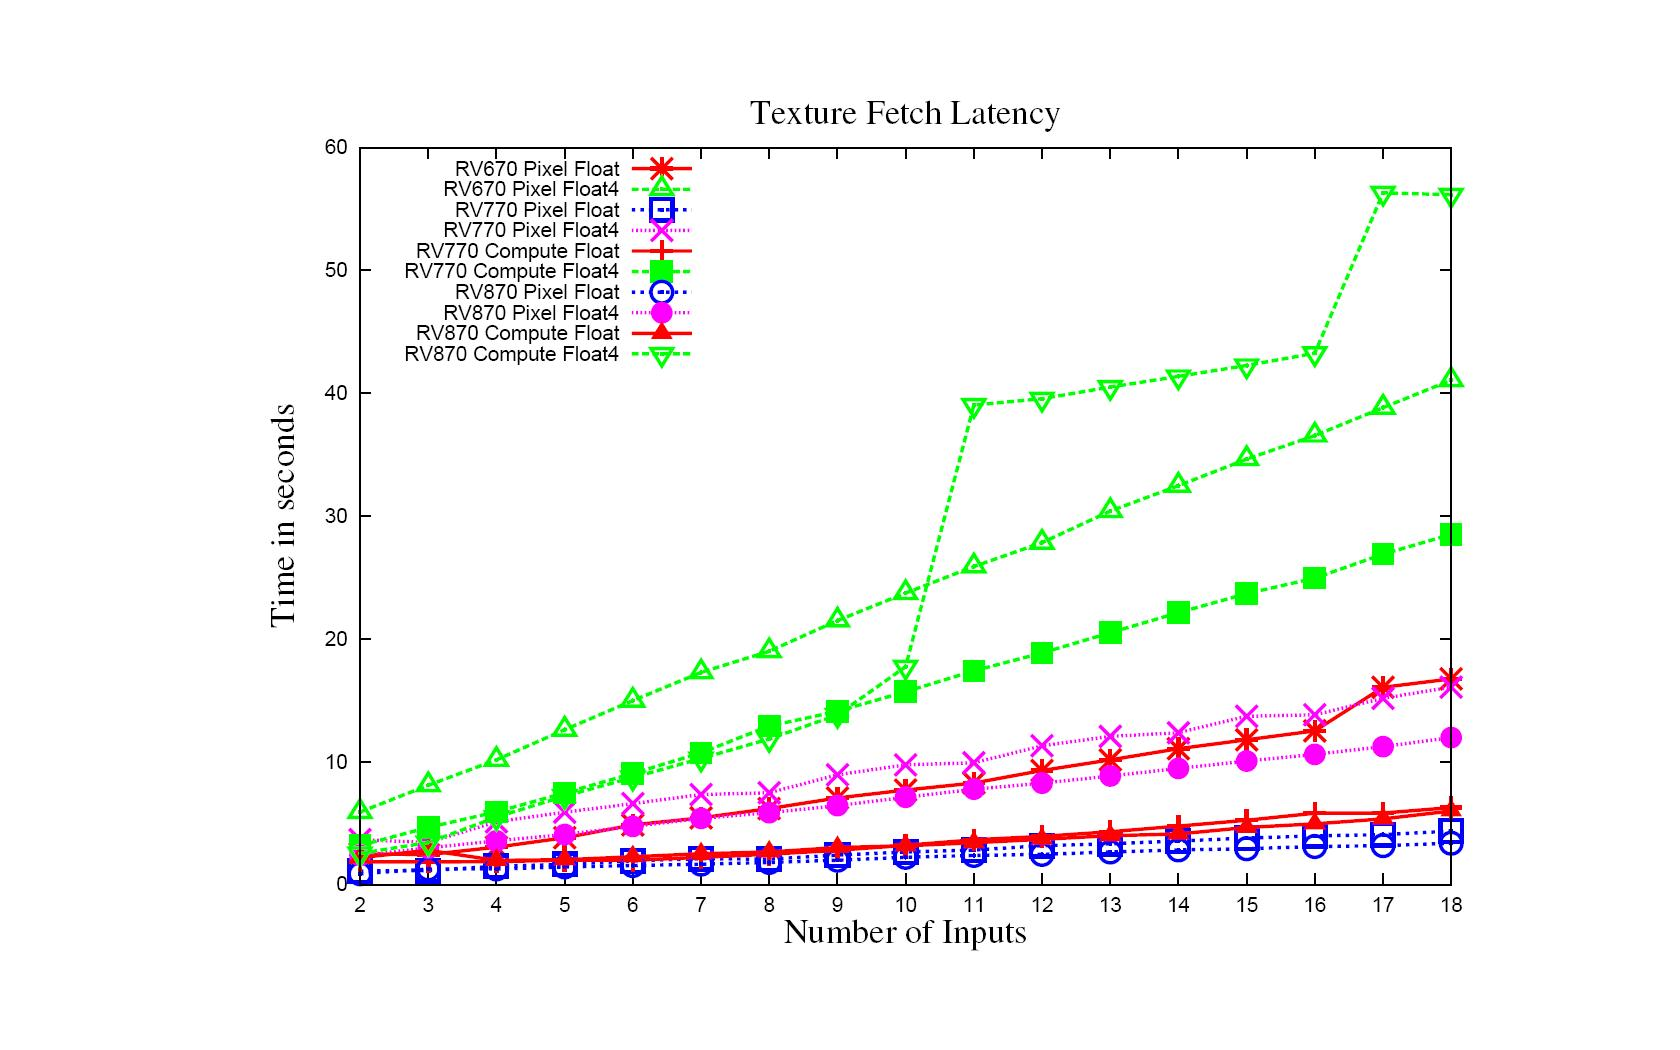 Texture Fetch Latency
60
50
40
30
20
10
0
Time in seconds
RV670 Pixel Float
RV670 Pixel Float4
RV770 Pixel Float
RV770 Pixel Float4
RV770 Compute Float
RV770 Compute Float4
RV870 Pixel Float
RV870 Pixel Float4
RV870 Compute Float
RV870 Compute Float4
2 3 4 5 6 7 8 9 10 11 12 13 14 15 16 17 18
Number of Inputs